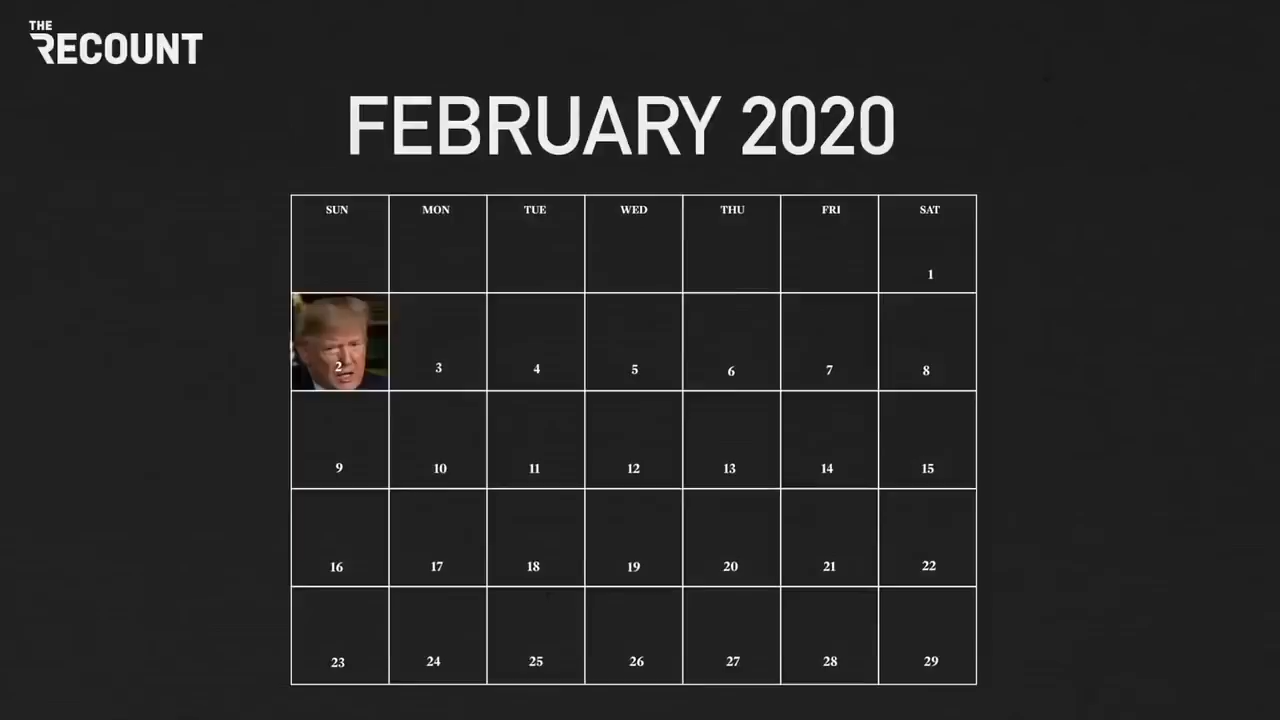 THE
RECOUNT
FEBRUARY 2020
SUN MON TUE WED THU FRI SAT
1
2 3 4 5 6 7 8
9 10 11 12 13 14 15
16 17 18 19 20 21 22
23 24 25 26 27 28 29